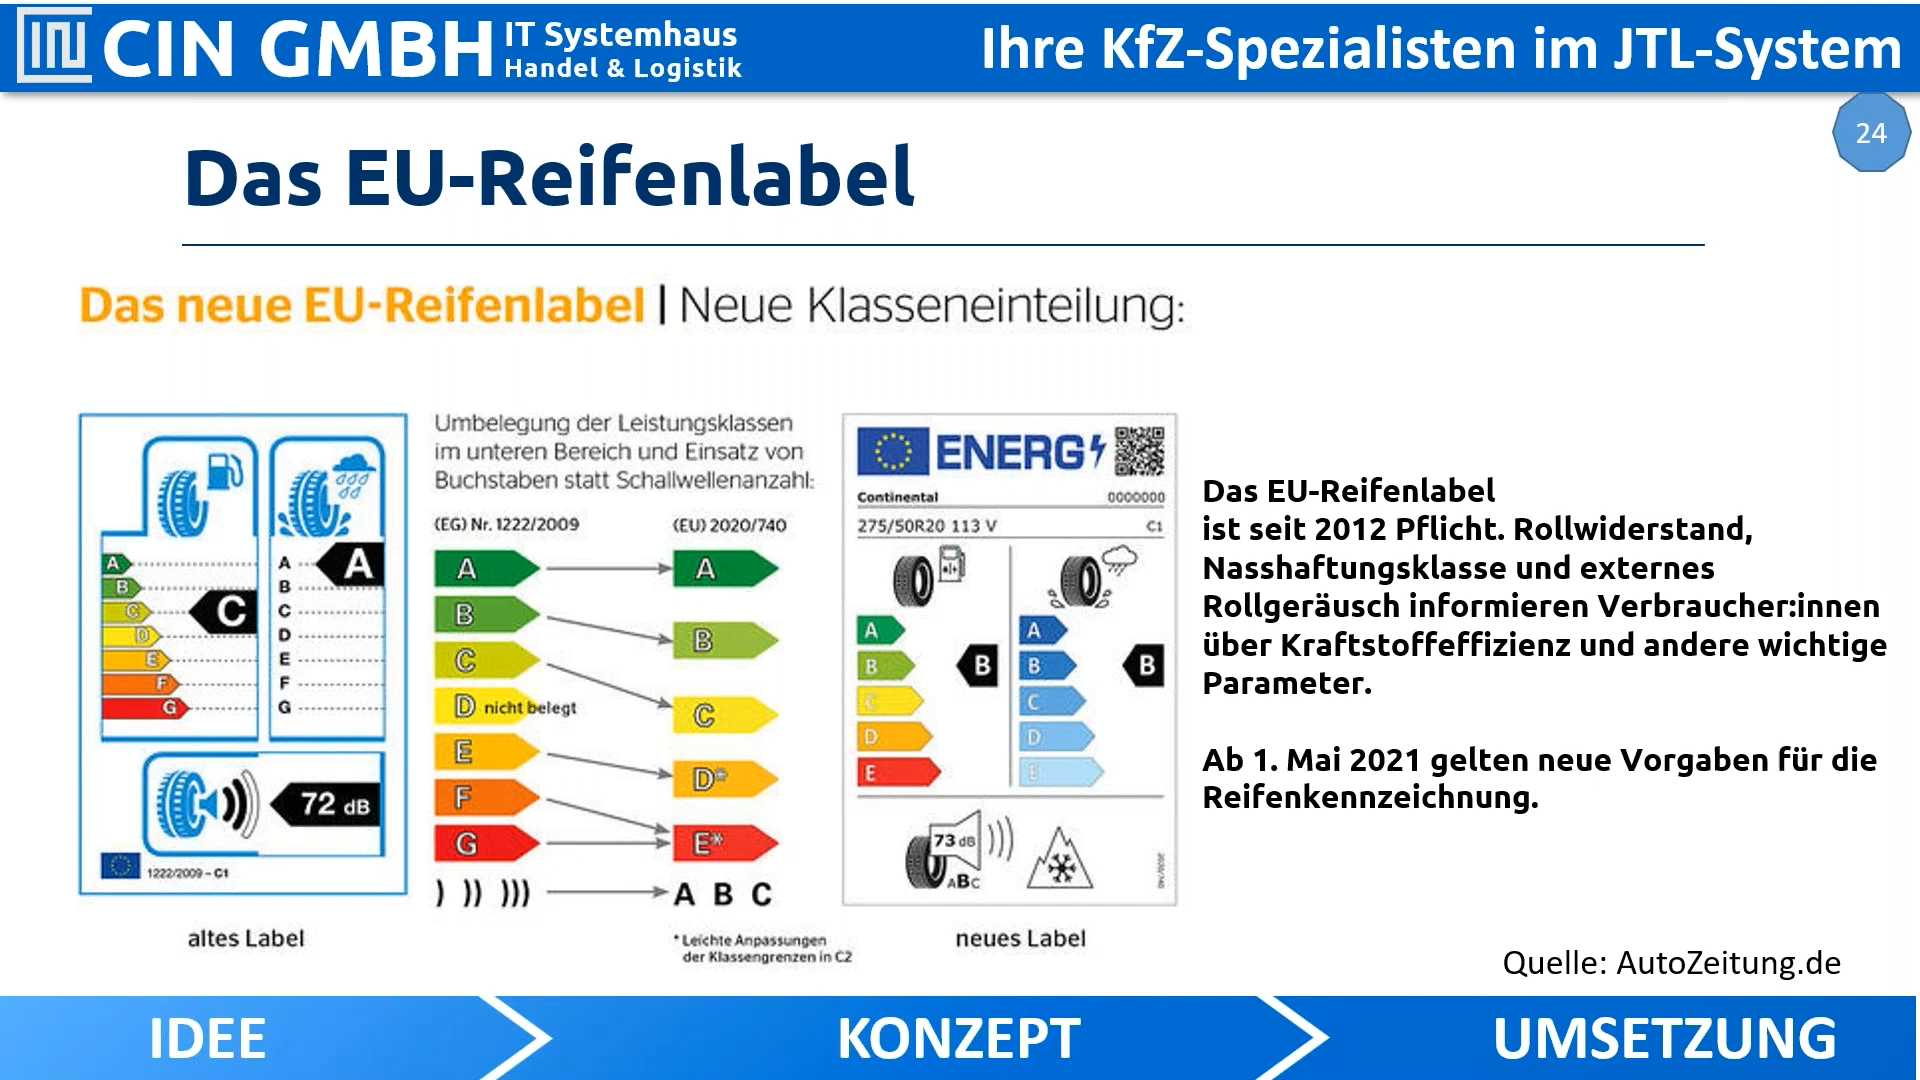 CIN GMBH
IT Systemhaus
Handel & Logistik
Ihre KfZ-Spezialisten im JTL-System
24
Das EU-Reifenlabel
Das neue EU-Reifenlabel | Neue Klasseneinteilung:
A
B
C
D
E
F
G
C
A
B
C
D
E
F
G
A
72 dB
1222/2009 – C1
altes Label
Umbelegung der Leistungsklassen
im unteren Bereich und Einsatz von
Buchstaben statt Schallwellenanzahl:
(EG) Nr. 1222/2009
(EU) 2020/740
A
B
C
D nicht belegt
E
F
G
A
B
C
D*
E*
) )) )))
A B C
* Leichte Anpassungen
der Klassengrenzen in C2
ENERG
Continental 0000000
275/50R20 113 V C1
A
B
C
D
E
B
A
B
C
D
E
B
73 dB
ABC
2020/740
neues Label
Das EU-Reifenlabel
ist seit 2012 Pflicht. Rollwiderstand,
Nasshaftungsklasse und externes
Rollgeräusch informieren Verbraucher:innen
über Kraftstoffeffizienz und andere wichtige
Parameter.
Ab 1. Mai 2021 gelten neue Vorgaben für die
Reifenkennzeichnung.
Quelle: AutoZeitung.de
IDEE
KONZEPT
UMSETZUNG